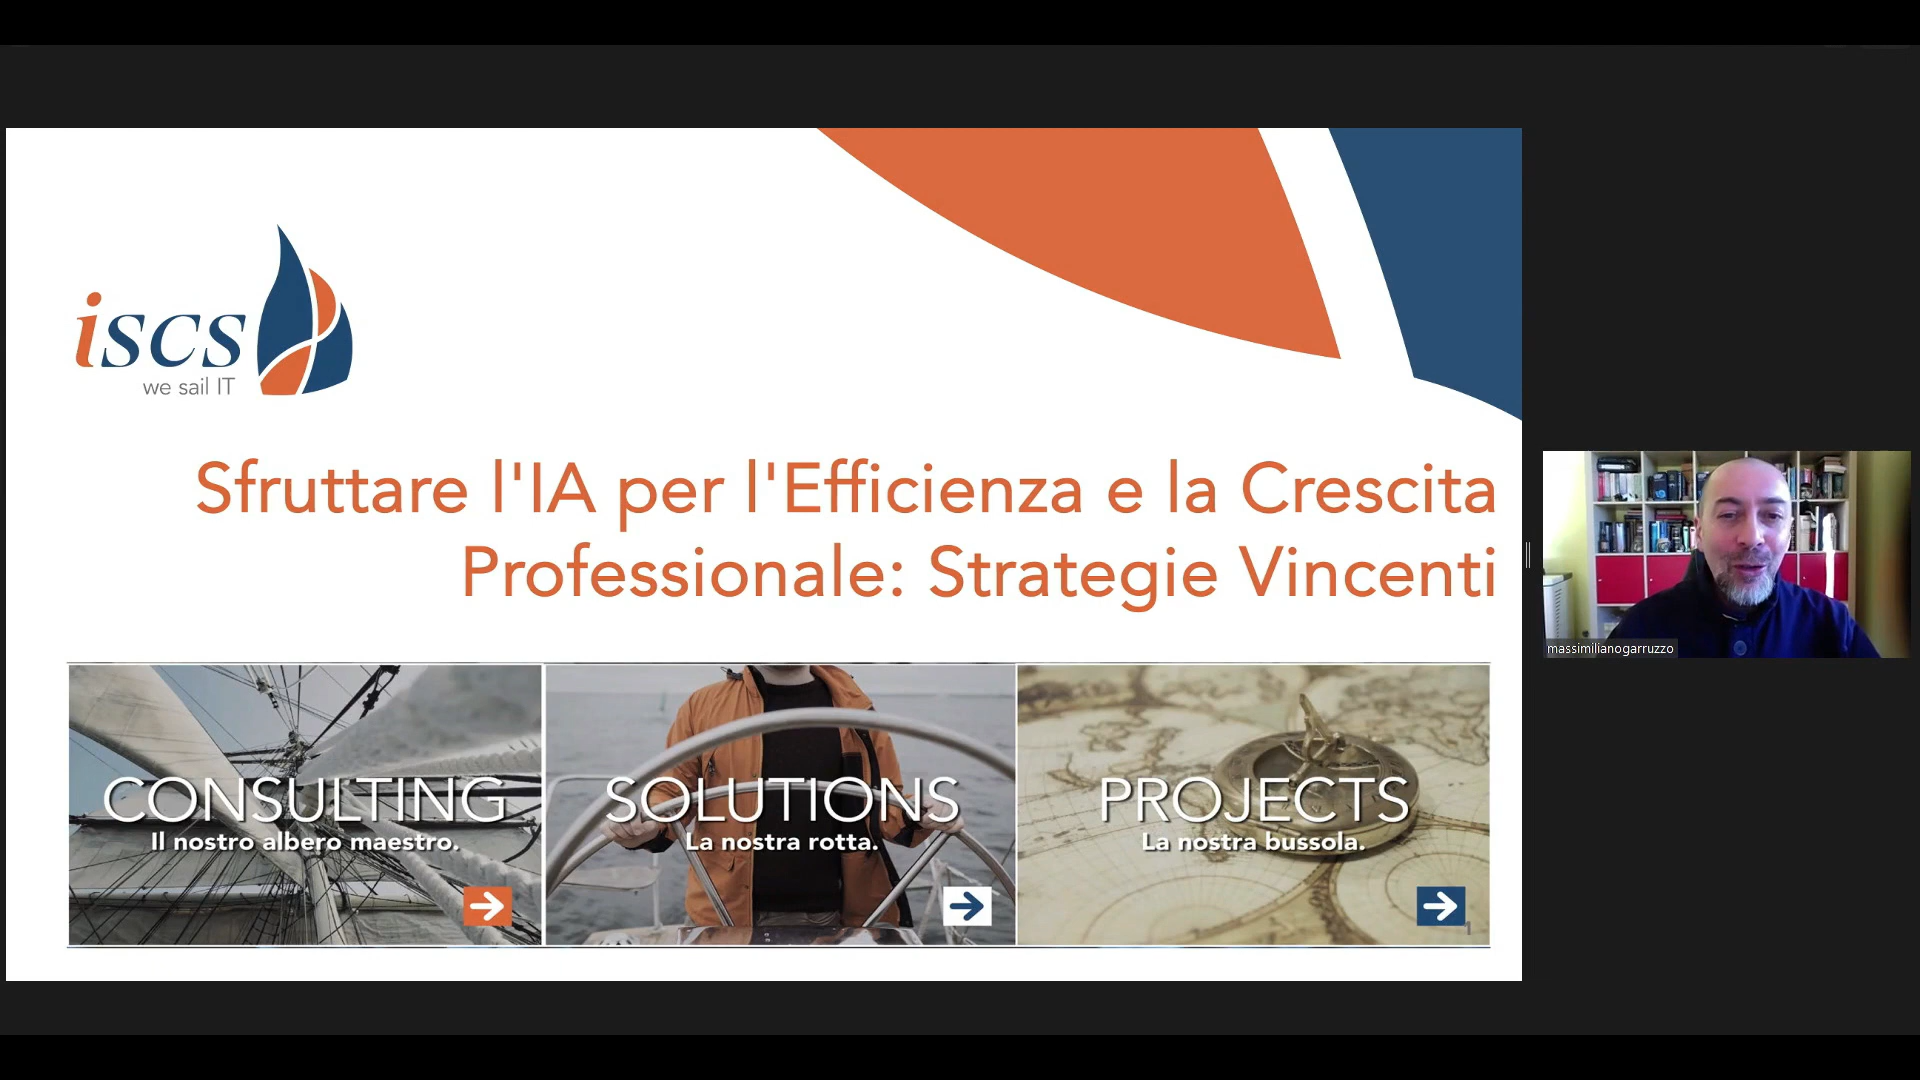 iscs
we sail IT
Sfruttare l'IA per l'Efficienza e la Crescita
Professionale: Strategie Vincenti
CONSULTING
Il nostro albero maestro.
SOLUTIONS
La nostra rotta.
PROJECTS
La nostra bussola.
1
massimilianogarruzzo